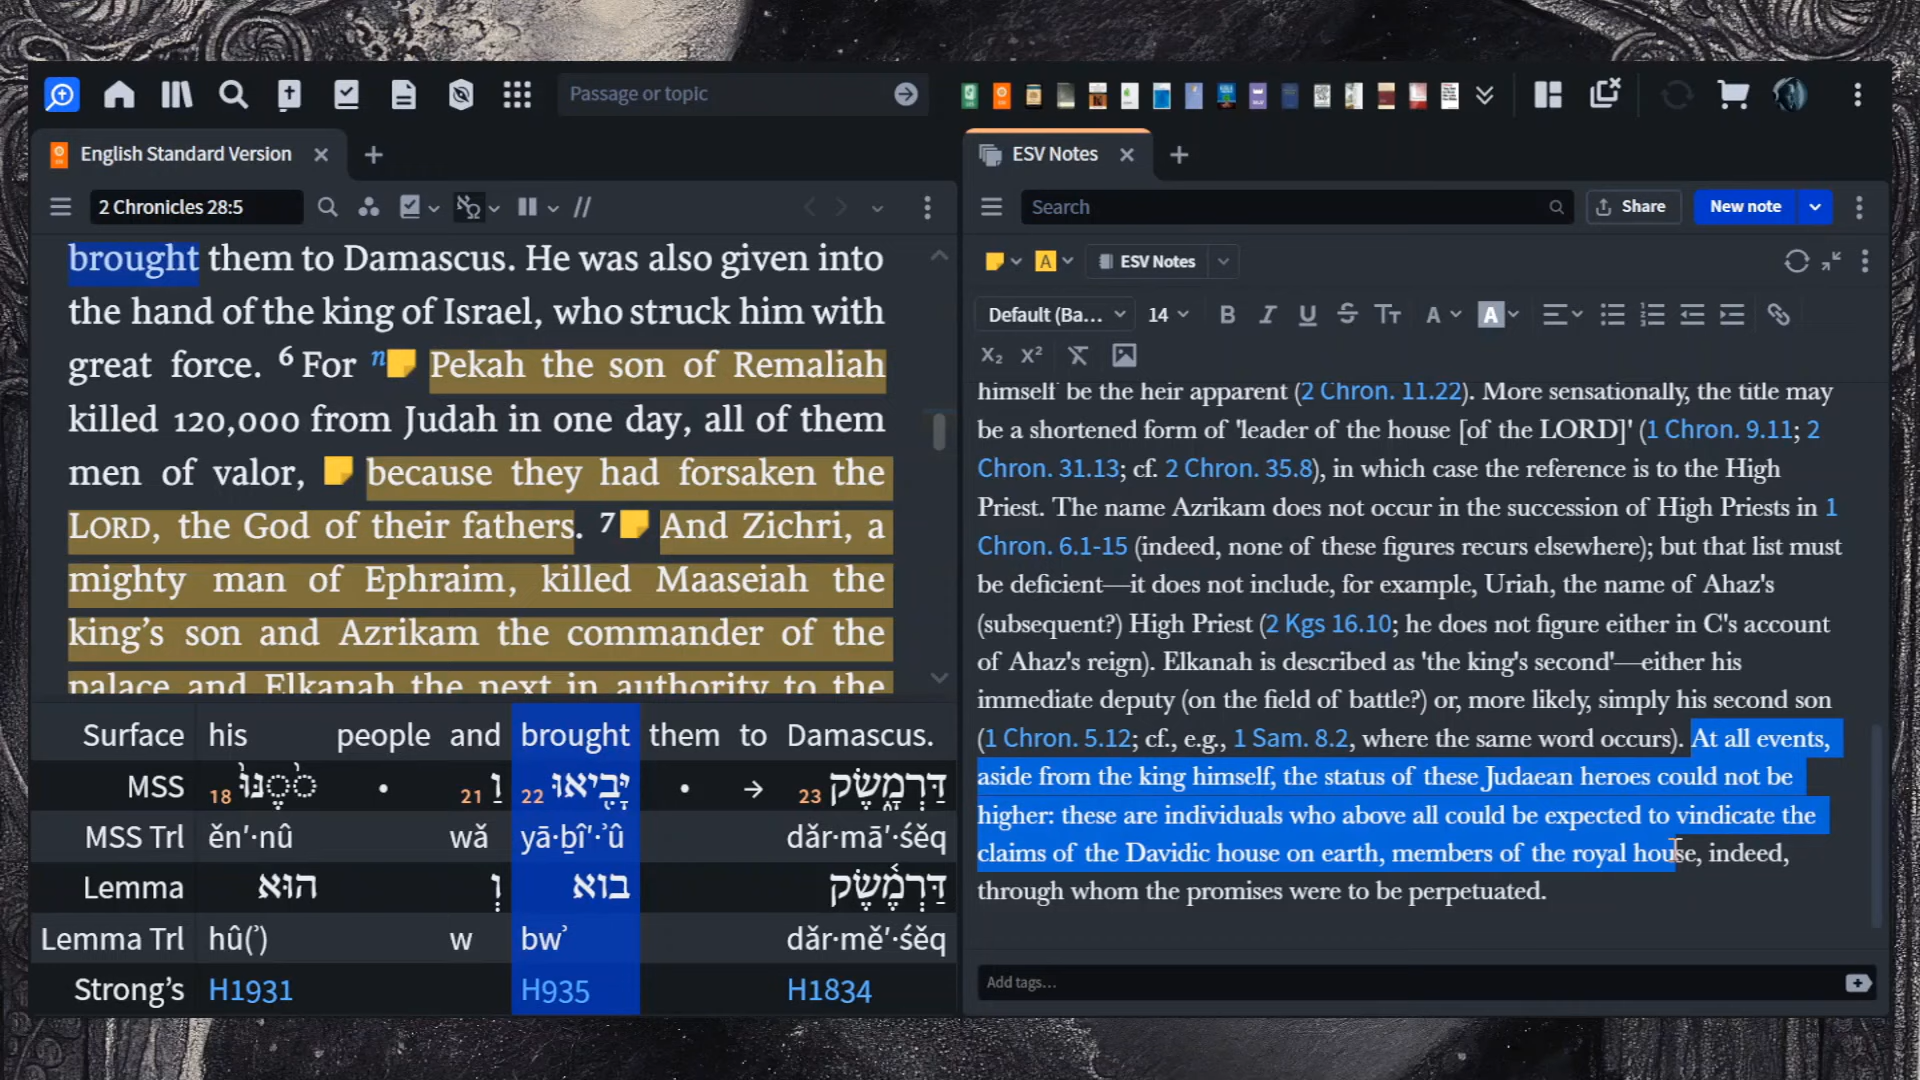 Passage or topic
English Standard Version
ESV Notes
2 Chronicles 28:5
Search
Share
New note
A
ESV Notes
Default (Ba...
14
B I U S TT A A
X₂ X²
brought them to Damascus. He was also given into
the hand of the king of Israel, who struck him with
great force. 6 For n Pekah the son of Remaliah
killed 120,000 from Judah in one day, all of them
men of valor, because they had forsaken the
LORD, the God of their fathers. 7 And Zichri, a
mighty man of Ephraim, killed Maaseiah the
king’s son and Azrikam the commander of the
palace and Elkanah the next in authority to the
Surface his people and brought them to Damascus.
MSS 18 • 21 וַ 22 יָּבִ֖יאוּ • → 23 דַּרְמָ֑שֶׂק
MSS Trl ĕn′·nû wă yā·ḇî′·ʾû dăr·mā′·śĕq
Lemma הוּא וְ בוא דַּרְמֶ֫שֶׂק
Lemma Trl hû(ʾ) w bwʾ dăr·mĕ′·śĕq
Strong’s H1931 H935 H1834
himself be the heir apparent (2 Chron. 11.22). More sensationally, the title may
be a shortened form of 'leader of the house [of the LORD]' (1 Chron. 9.11; 2
Chron. 31.13; cf. 2 Chron. 35.8), in which case the reference is to the High
Priest. The name Azrikam does not occur in the succession of High Priests in 1
Chron. 6.1-15 (indeed, none of these figures recurs elsewhere); but that list must
be deficient—it does not include, for example, Uriah, the name of Ahaz's
(subsequent?) High Priest (2 Kgs 16.10; he does not figure either in C's account
of Ahaz's reign). Elkanah is described as 'the king's second'—either his
immediate deputy (on the field of battle?) or, more likely, simply his second son
(1 Chron. 5.12; cf., e.g., 1 Sam. 8.2, where the same word occurs). At all events,
aside from the king himself, the status of these Judaean heroes could not be
higher: these are individuals who above all could be expected to vindicate the
claims of the Davidic house on earth, members of the royal house, indeed,
through whom the promises were to be perpetuated.
Add tags...